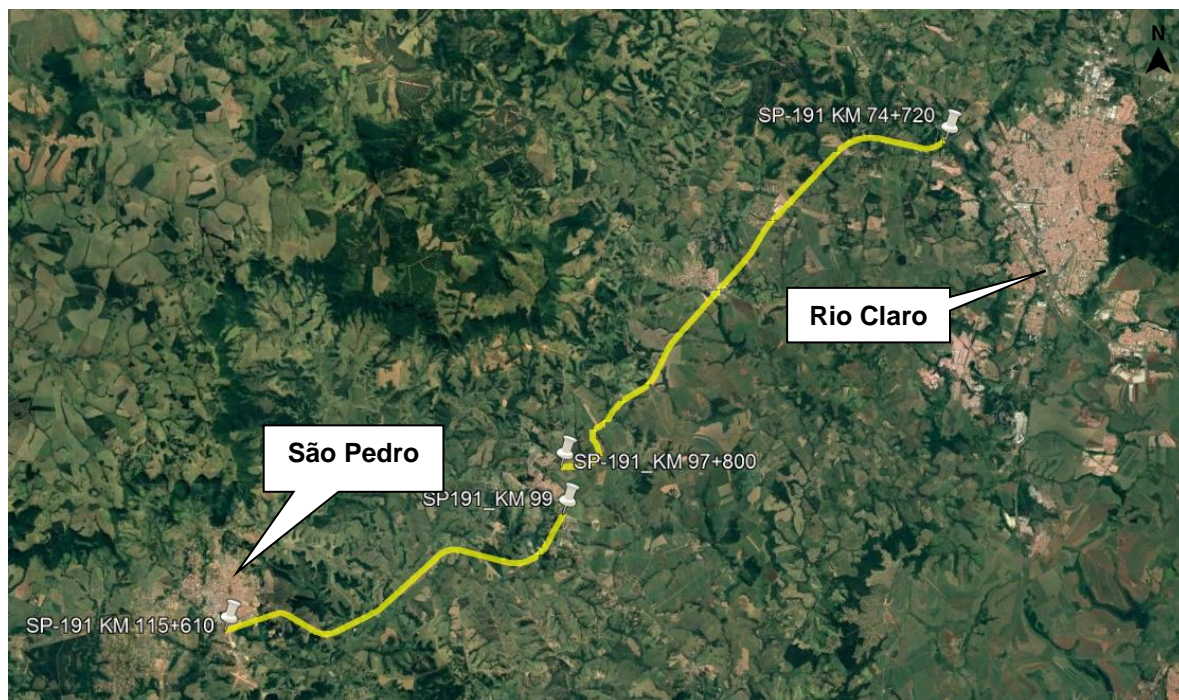 N
SP-191 KM 74+720
Rio Claro
São Pedro
SP-191_KM 97+800
SP191_KM 99
SP-191 KM 115+610